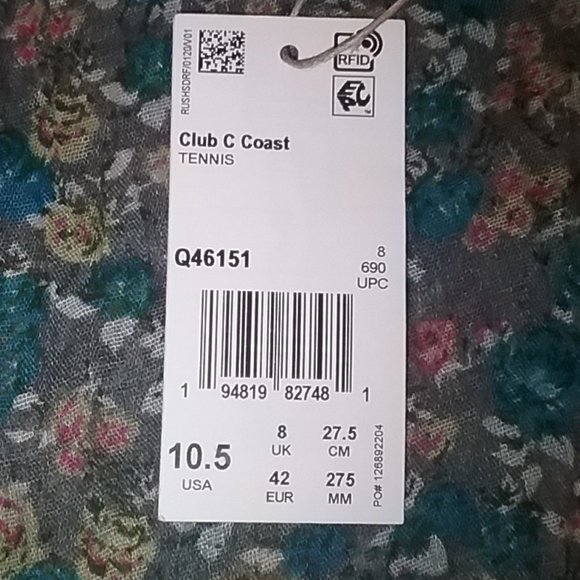 RUSHSDRF/0120/V01
RFID
EPC
Club C Coast
TENNIS
Q46151
8
690
UPC
1 94819 82748 1
10.5
USA
8
UK
27.5
CM
42
EUR
275
MM
PO# 126892204